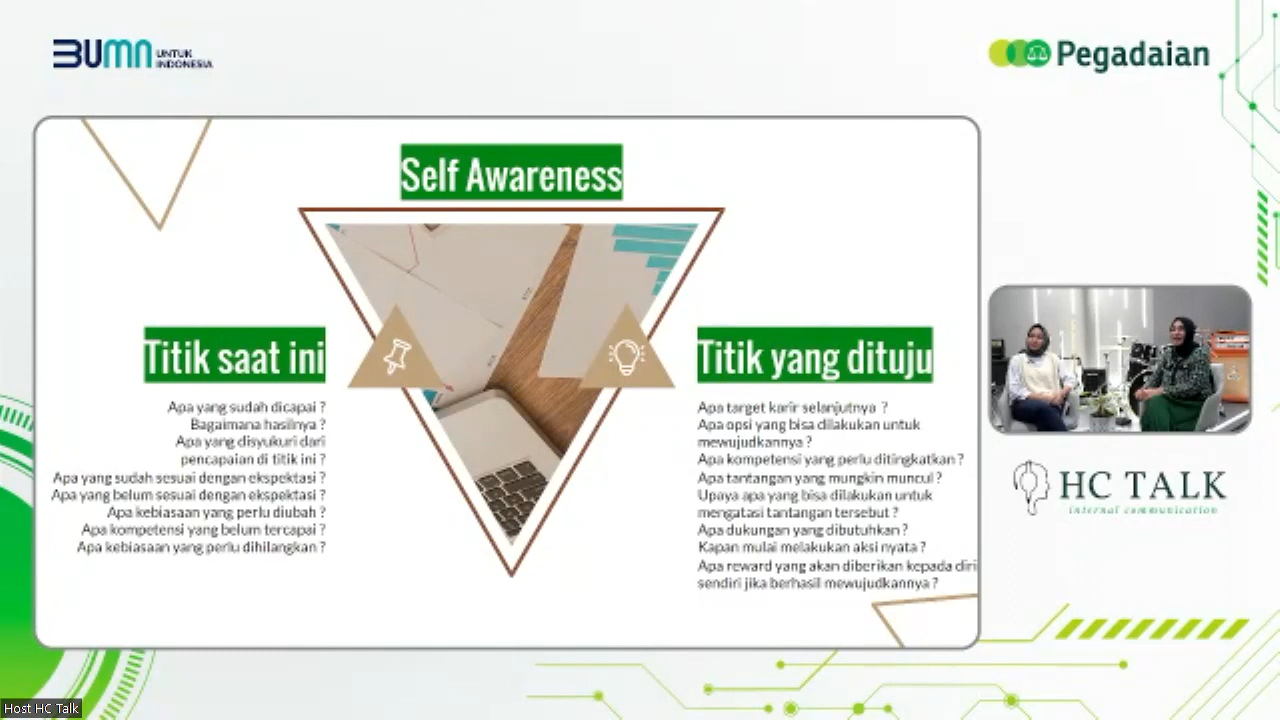 BUMN UNTUK
INDONESIA
Pegadaian
Self Awareness
Titik saat ini
Apa yang sudah dicapai ?
Bagaimana hasilnya ?
Apa yang disyukuri dari
pencapaian di titik ini ?
Apa yang sudah sesuai dengan ekspektasi ?
Apa yang belum sesuai dengan ekspektasi ?
Apa kebiasaan yang perlu diubah ?
Apa kompetensi yang belum tercapai ?
Apa kebiasaan yang perlu dihilangkan ?
Titik yang dituju
Apa target karir selanjutnya ?
Apa opsi yang bisa dilakukan untuk
mewujudkannya ?
Apa kompetensi yang perlu ditingkatkan ?
Apa tantangan yang mungkin muncul ?
Upaya apa yang bisa dilakukan untuk
mengatasi tantangan tersebut ?
Apa dukungan yang dibutuhkan ?
Kapan mulai melakukan aksi nyata ?
Apa reward yang akan diberikan kepada diri
sendiri jika berhasil mewujudkannya ?
HC TALK
internal communication
Host HC Talk